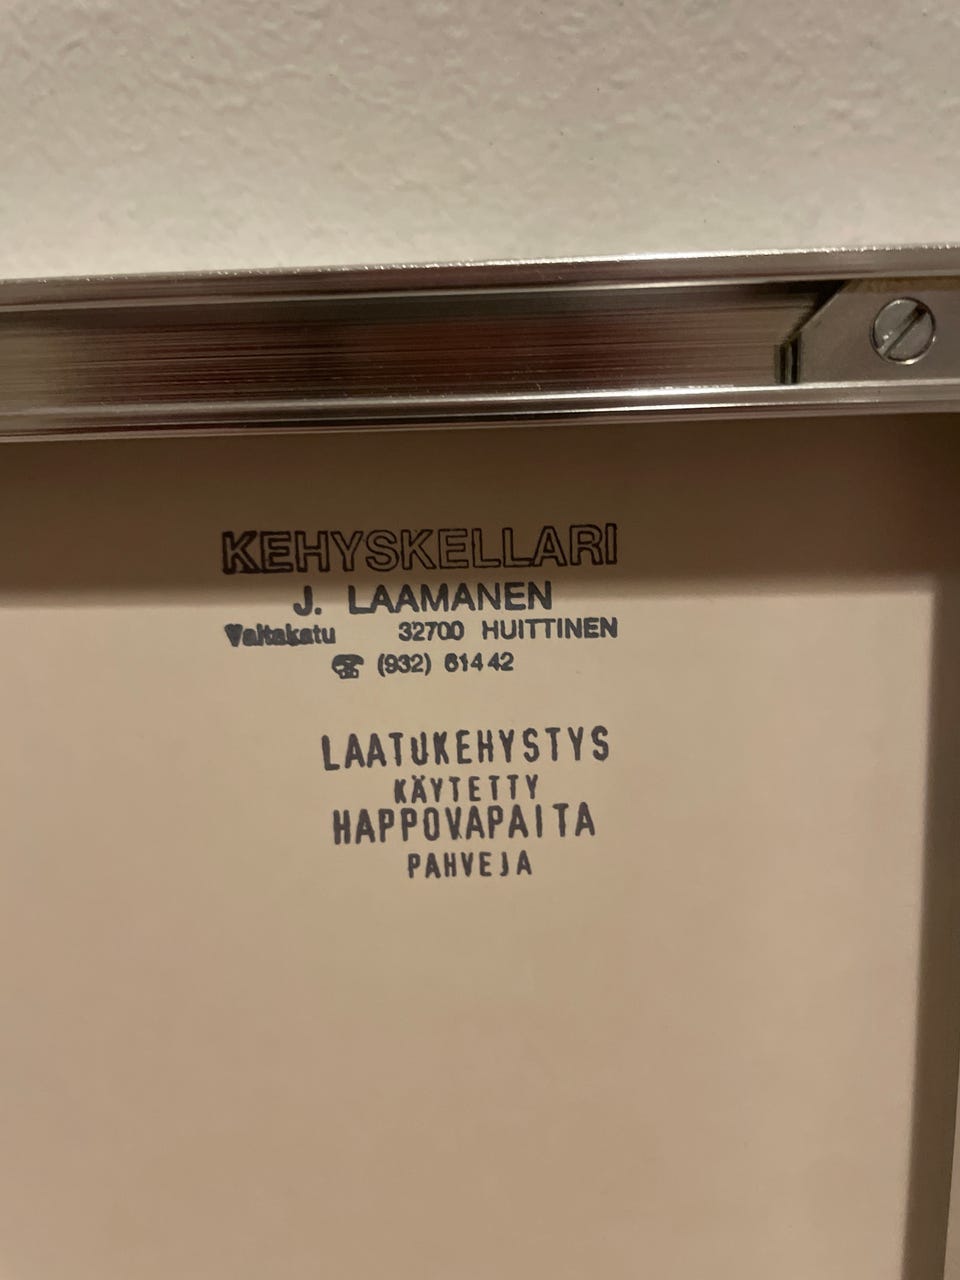 KEHYSKELLARI
J. LAAMANEN
Valtakatu 32700 HUITTINEN
☎ (932) 61442
LAATUKEHYSTYS
KÄYTETTY
HAPPOVAPAITA
PAHVEJA